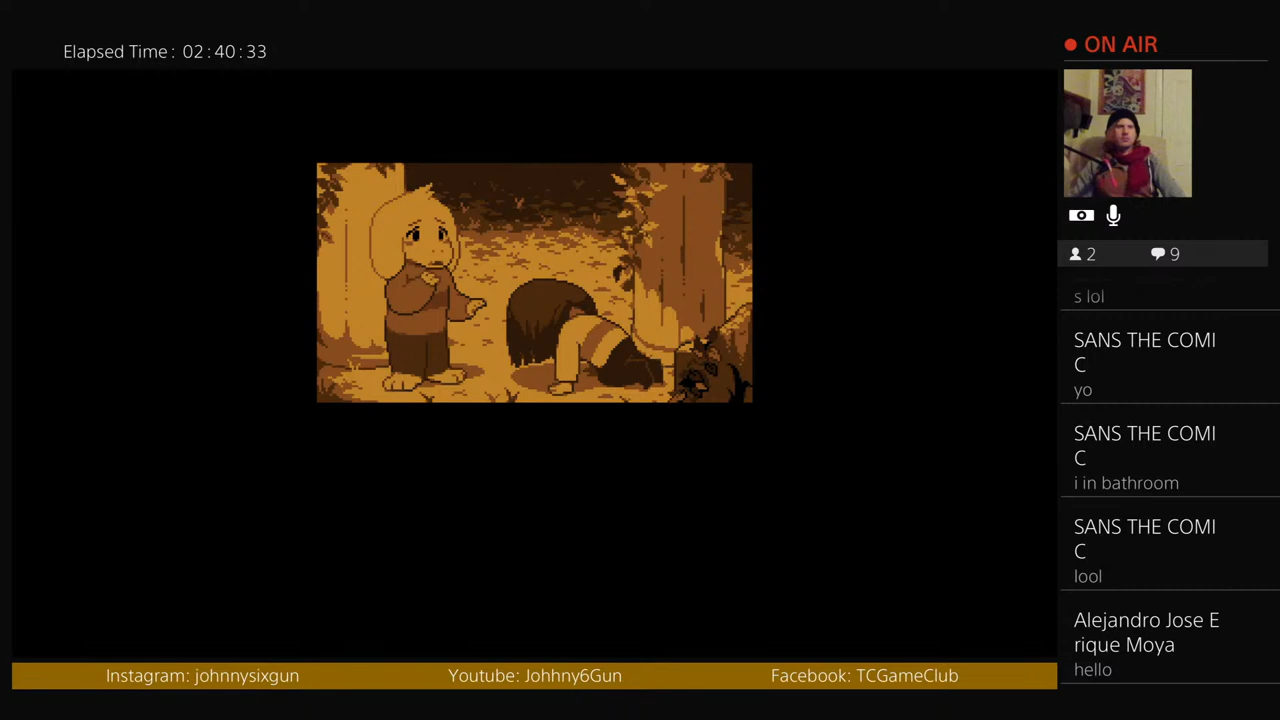 Elapsed Time: 02:40:33
ON AIR
2 9
s lol
SANS THE COMI
C
yo
SANS THE COMI
C
i in bathroom
SANS THE COMI
C
lool
Alejandro Jose E
rique Moya
hello
Instagram: johnnysixgun Youtube: Johhny6Gun Facebook: TCGameClub